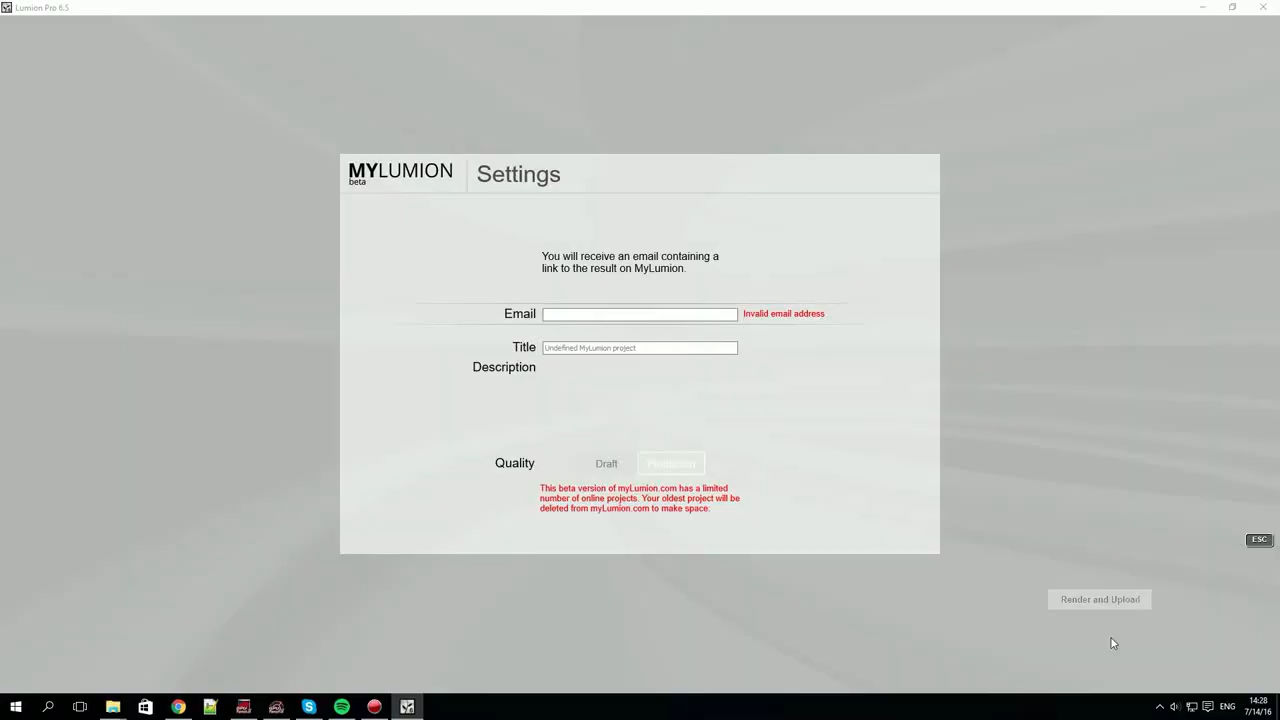 Lumion Pro 6.5
MYLUMION
beta
Settings
You will receive an email containing a
link to the result on MyLumion.
Email
Invalid email address
Title
Undefined MyLumion project
Description
Quality
Draft
Production
This beta version of myLumion.com has a limited
number of online projects. Your oldest project will be
deleted from myLumion.com to make space.
ESC
Render and Upload
ENG
14:28
7/14/16